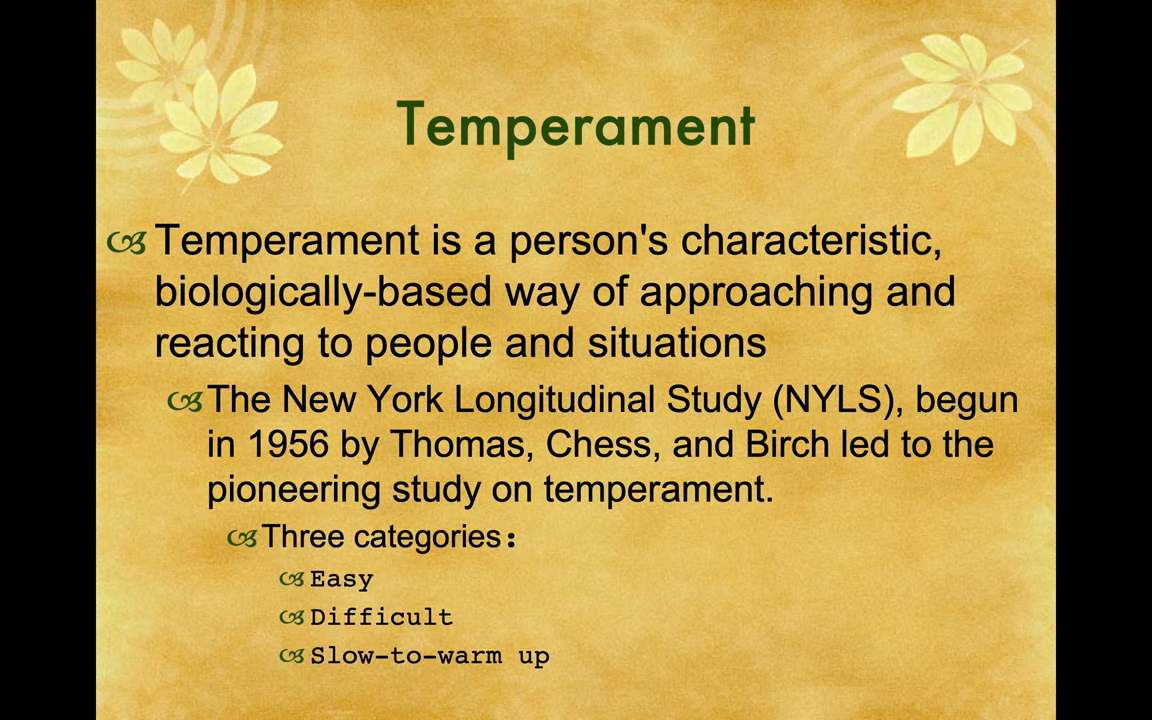 Temperament
Temperament is a person's characteristic,
biologically-based way of approaching and
reacting to people and situations
The New York Longitudinal Study (NYLS), begun
in 1956 by Thomas, Chess, and Birch led to the
pioneering study on temperament.
Three categories：
Easy
Difficult
Slow-to-warm up